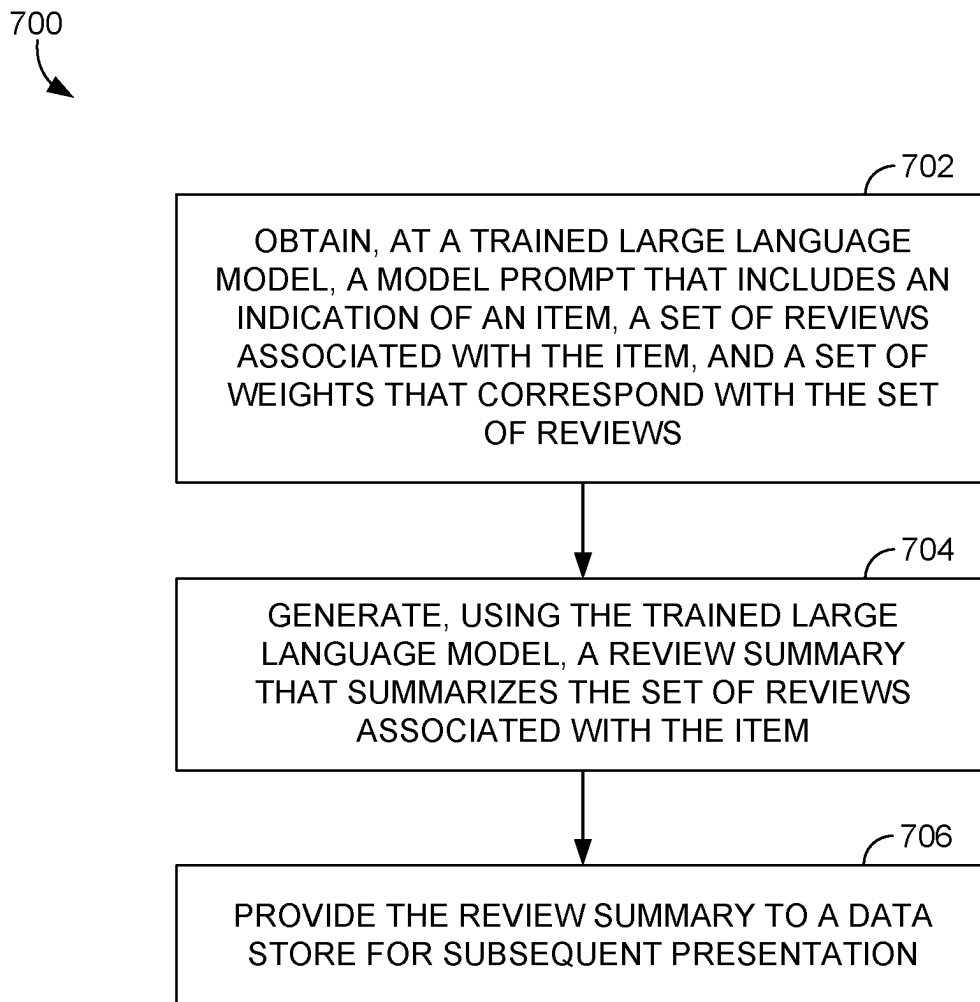 700
702
OBTAIN, AT A TRAINED LARGE LANGUAGE
MODEL, A MODEL PROMPT THAT INCLUDES AN
INDICATION OF AN ITEM, A SET OF REVIEWS
ASSOCIATED WITH THE ITEM, AND A SET OF
WEIGHTS THAT CORRESPOND WITH THE SET
OF REVIEWS
704
GENERATE, USING THE TRAINED LARGE
LANGUAGE MODEL, A REVIEW SUMMARY
THAT SUMMARIZES THE SET OF REVIEWS
ASSOCIATED WITH THE ITEM
706
PROVIDE THE REVIEW SUMMARY TO A DATA
STORE FOR SUBSEQUENT PRESENTATION